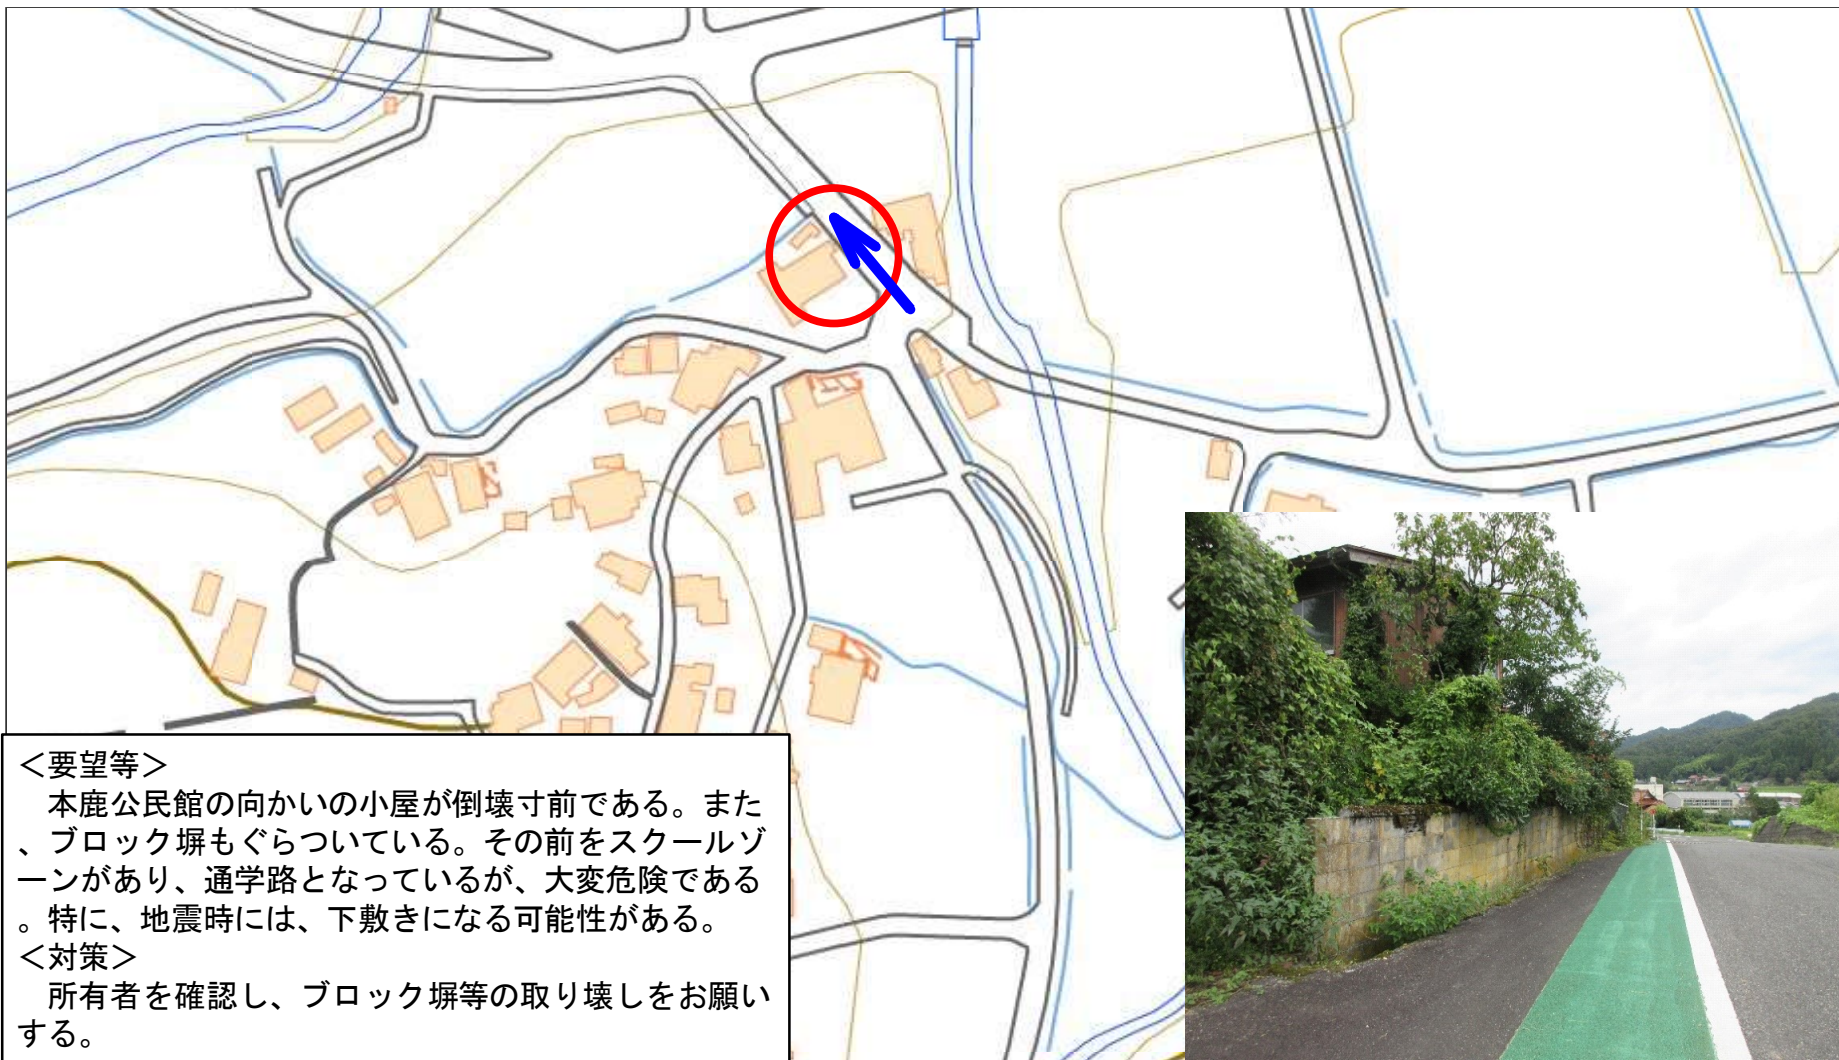 ＜要望等＞
　本鹿公民館の向かいの小屋が倒壊寸前である。また
、ブロック塀もぐらついている。その前をスクールゾ
ーンがあり、通学路となっているが、大変危険である
。特に、地震時には、下敷きになる可能性がある。
＜対策＞
　所有者を確認し、ブロック塀等の取り壊しをお願い
する。